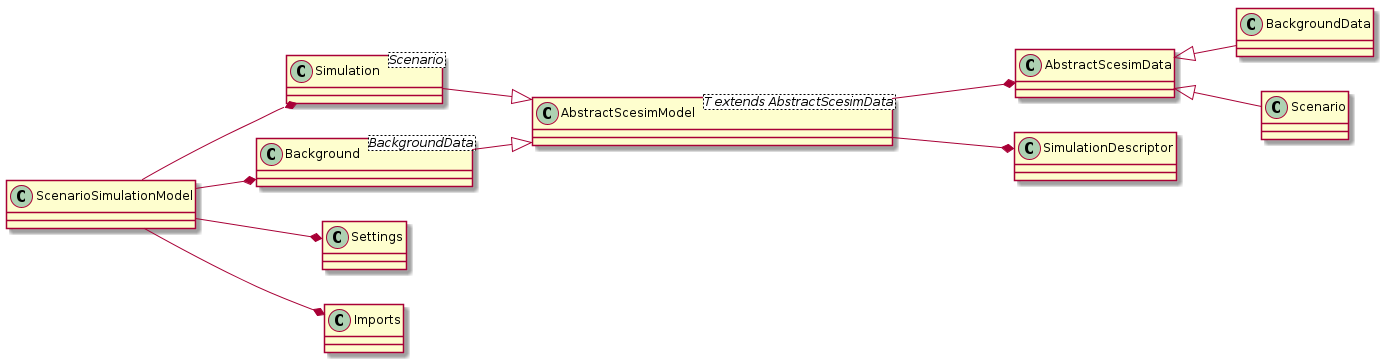 C BackgroundData
Scenario
C Simulation
C AbstractScesimData
T extends AbstractScesimData
C AbstractScesimModel
C Scenario
BackgroundData
C Background
C SimulationDescriptor
C ScenarioSimulationModel
C Settings
C Imports